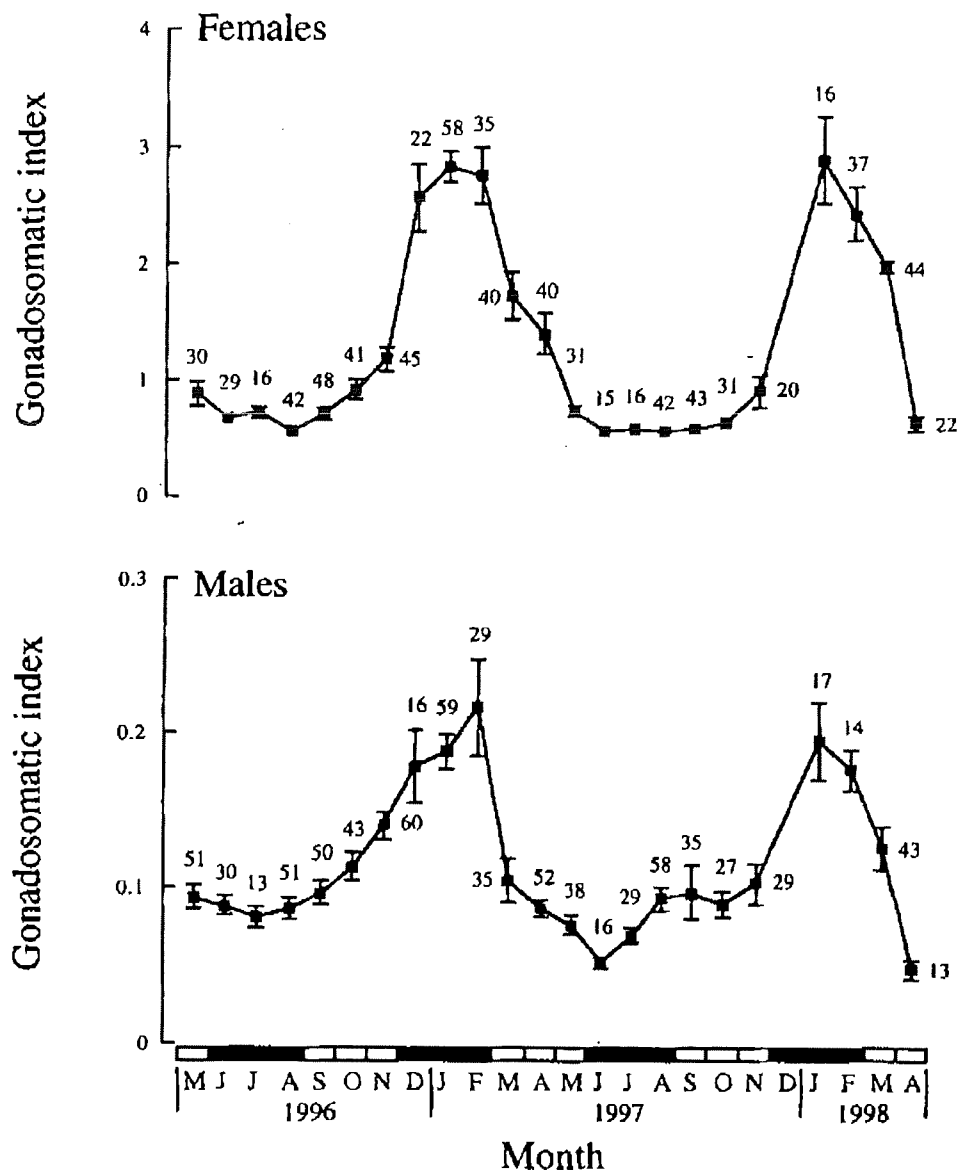 Females
Gonadosomatic index
4
3
2
1
0
30 29 16 42 48 41 45 22 58 35 40 40 31 15 16 42 43 31 20 16 37 44 22
Males
Gonadosomatic index
0.3
0.2
0.1
0
51 30 13 51 50 43 60 16 59 29 35 52 38 16 29 58 35 27 29 17 14 43 13
M J J A S O N D J F M A M J J A S O N D J F M A
1996 1997 1998
Month